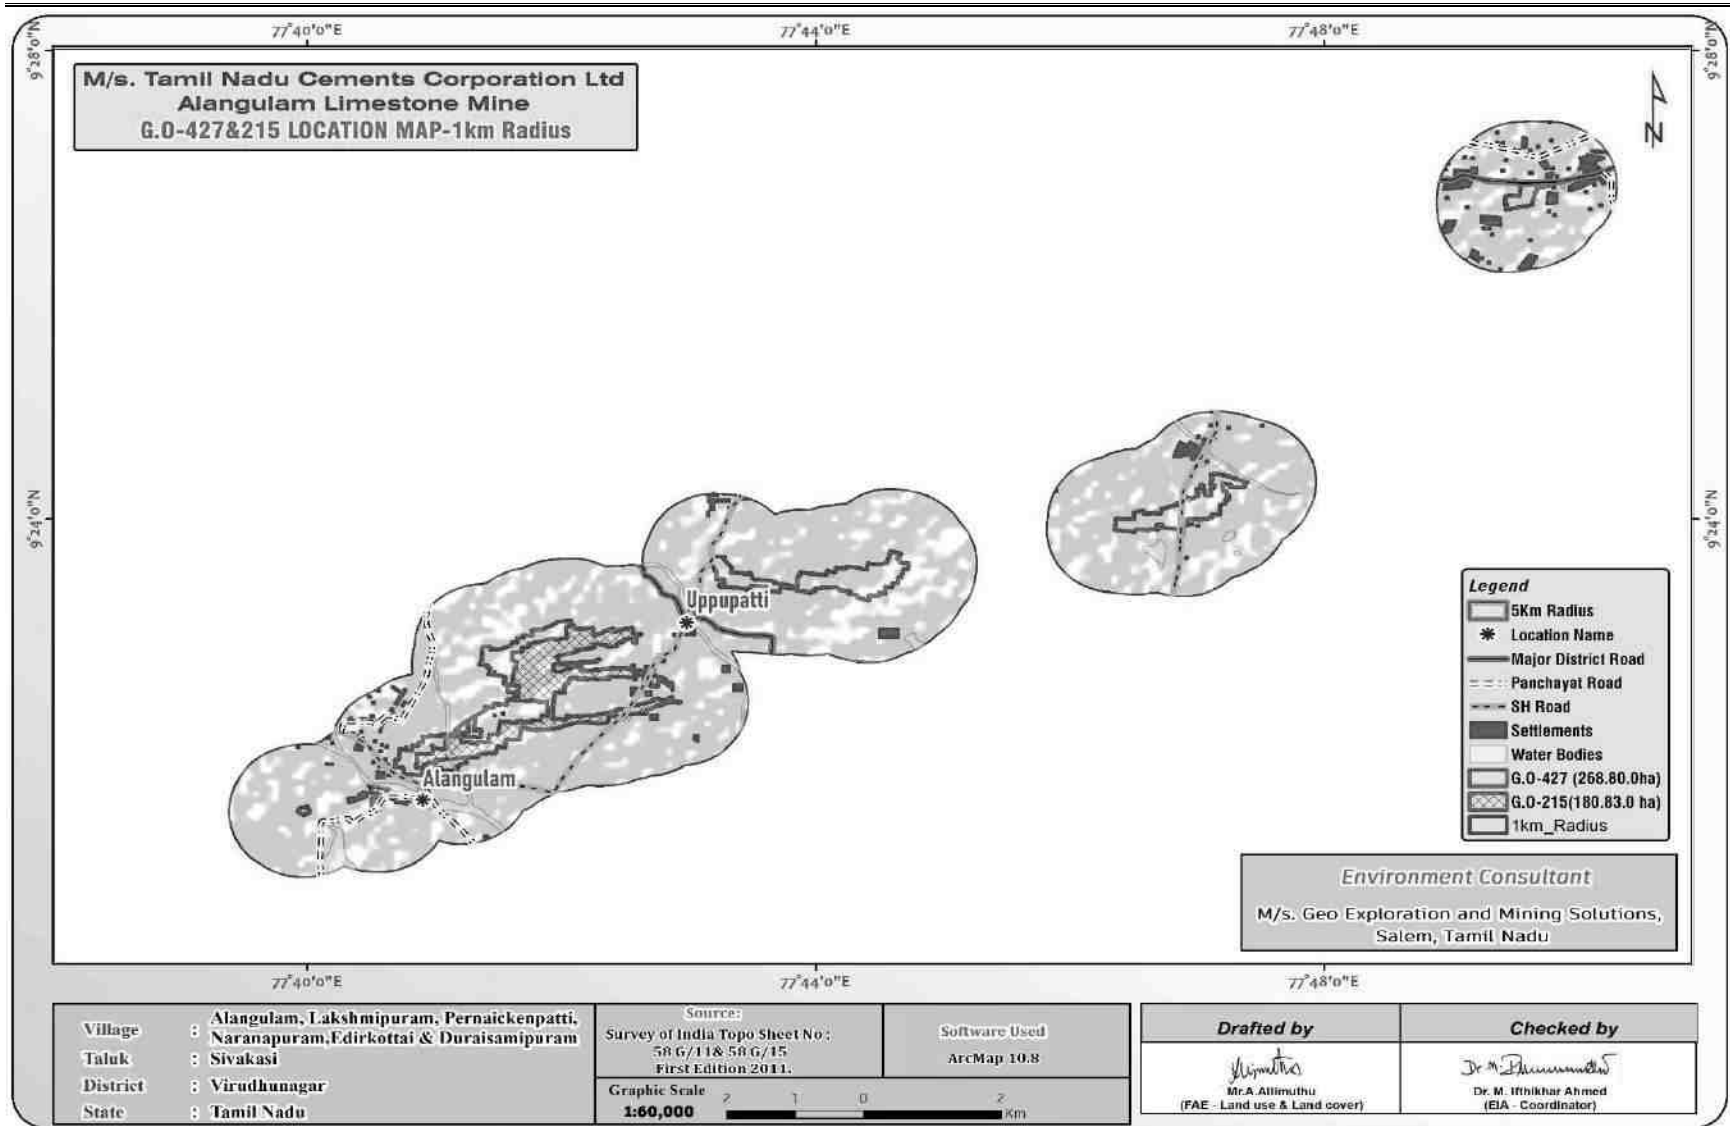 77°40'0"E
77°44'0"E
77°48'0"E
9°28'0"N
9°28'0"N
M/s. Tamil Nadu Cements Corporation Ltd
Alangulam Limestone Mine
G.O-427&215 LOCATION MAP-1km Radius
N
9°24'0"N
9°24'0"N
Uppupatti
Alangulam
Legend
5Km Radius
Location Name
Major District Road
Panchayat Road
SH Road
Settlements
Water Bodies
G.O-427 (268.80.0ha)
G.O-215(180.83.0 ha)
1km_Radius
Environment Consultant
M/s. Geo Exploration and Mining Solutions,
Salem, Tamil Nadu
77°40'0"E
77°44'0"E
77°48'0"E
Village : Alangulam, Lakshmipuram, Pernaickenpatti,
Naranapuram,Edirkottai & Duraisamipuram
Taluk : Sivakasi
District : Virudhunagar
State : Tamil Nadu
Source:
Survey of India Topo Sheet No :
58 G/11& 58 G/15
First Edition 2011.
Software Used
ArcMap 10.8
Graphic Scale
1:60,000
2 1 0 2
Km
Drafted by
Checked by
Mr.A.Allimuthu
(FAE - Land use & Land cover)
Dr. M. Ifthikhar Ahmed
(EIA - Coordinator)